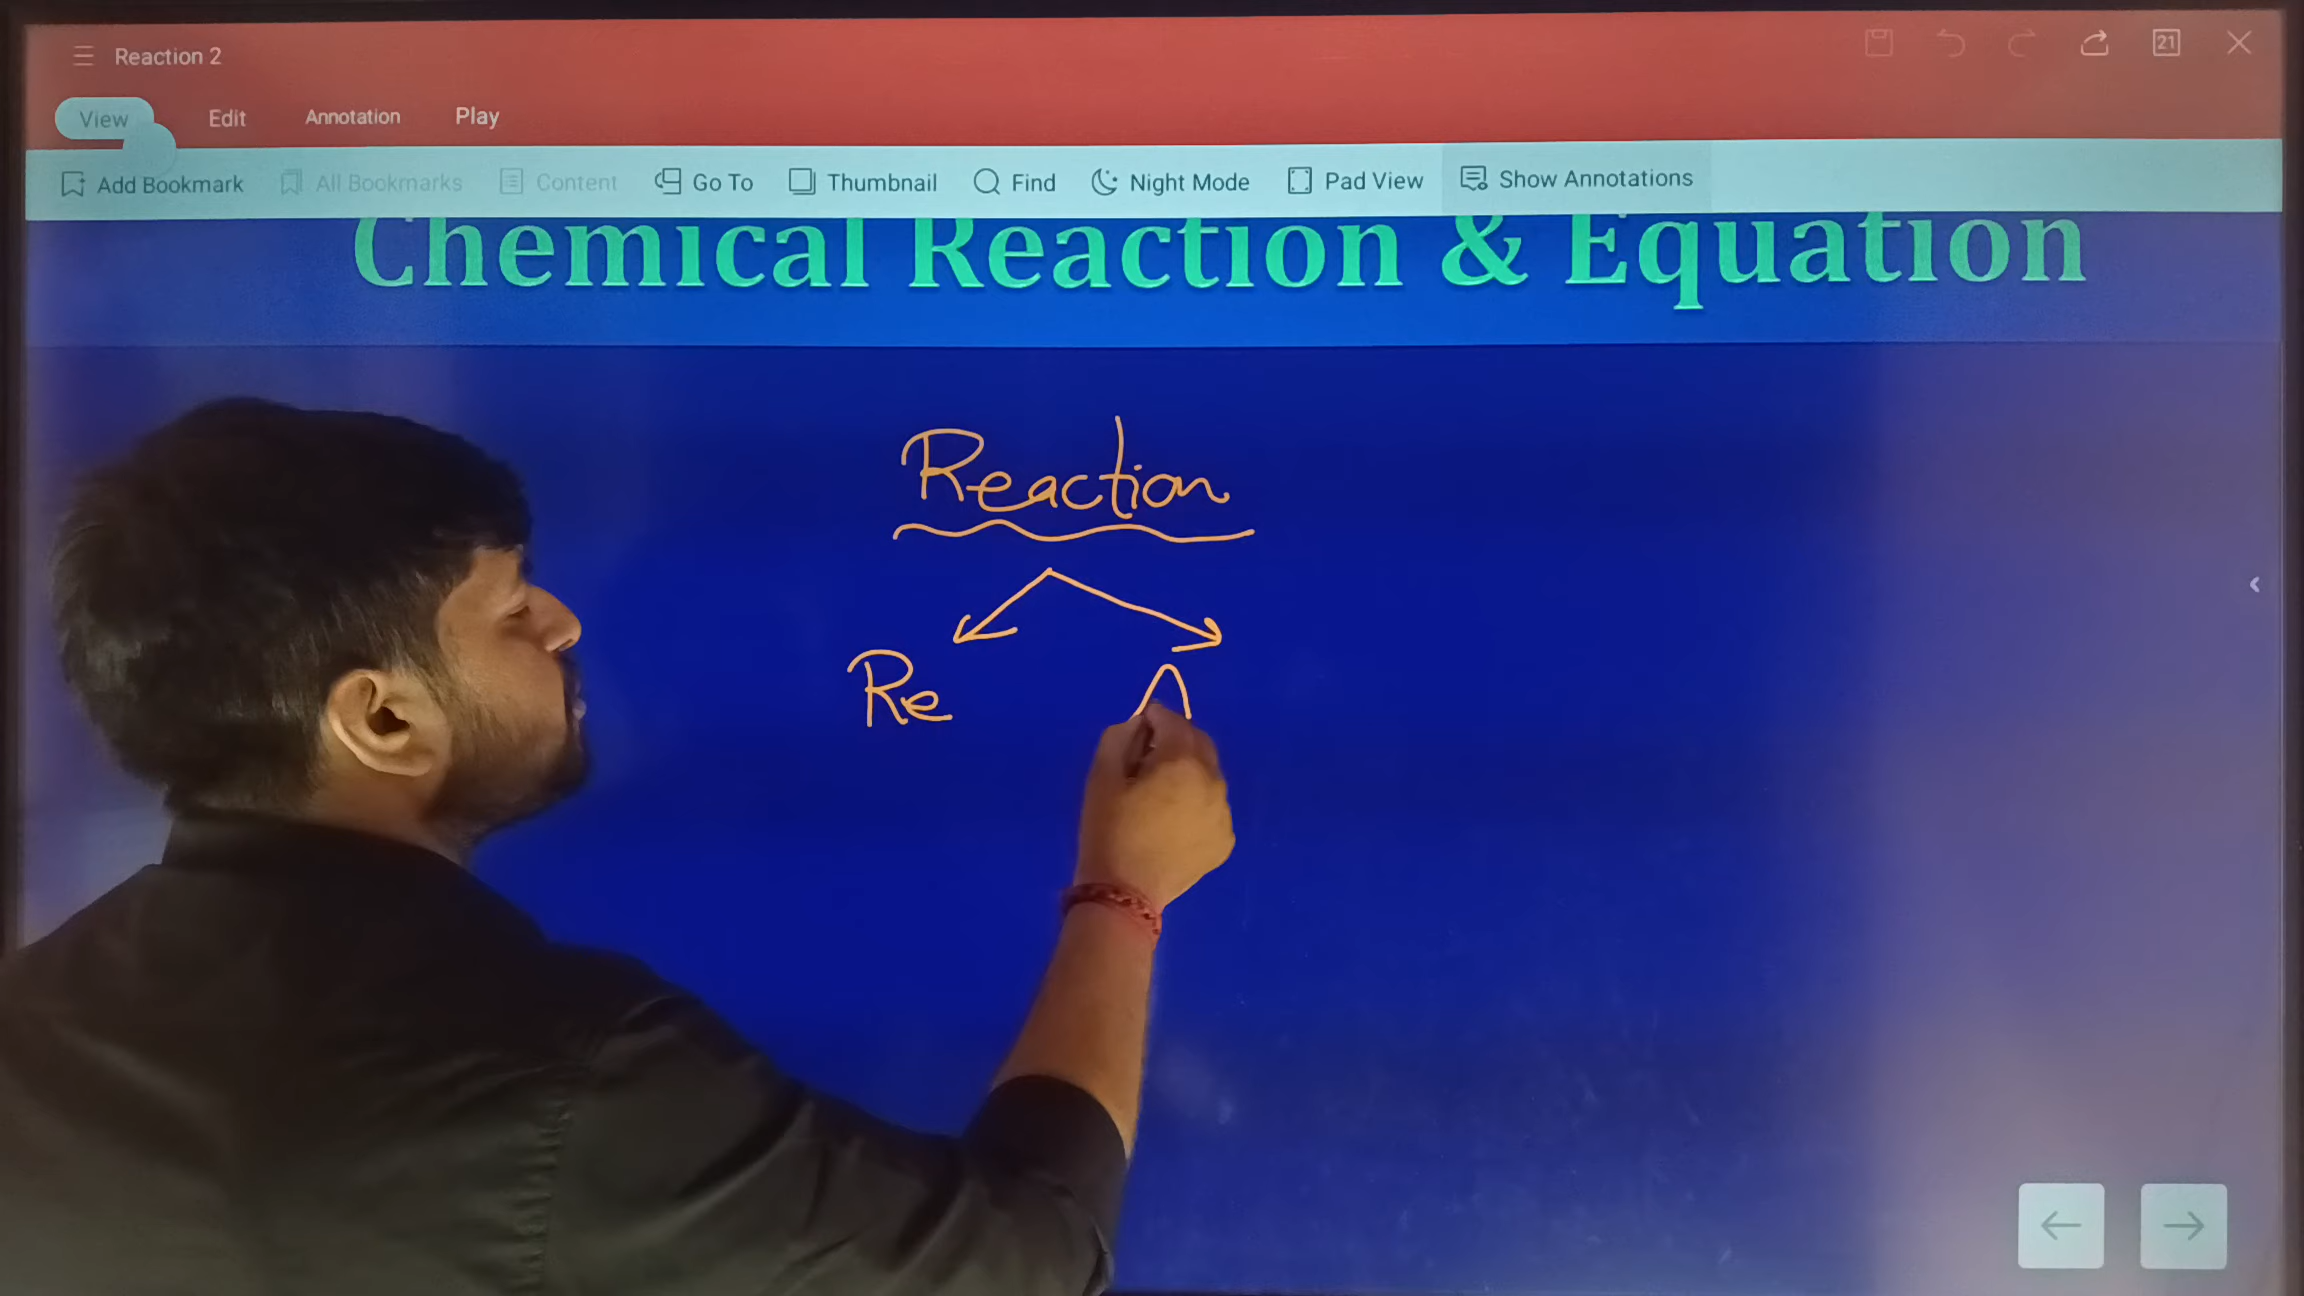 Reaction 2
21
View Edit Annotation Play
Add Bookmark All Bookmarks Content Go To Thumbnail Find Night Mode Pad View Show Annotations
Chemical Reaction & Equation
Reaction
Re